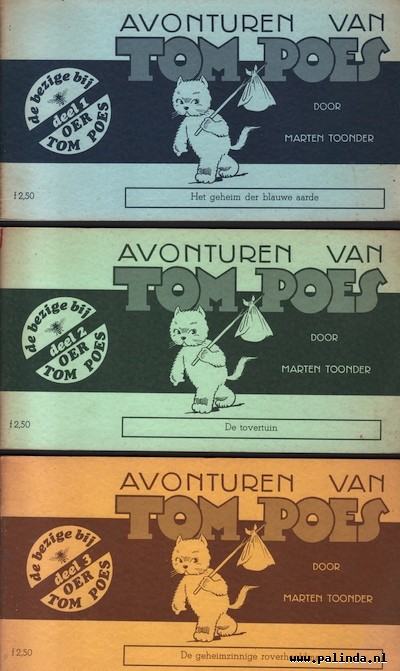 AVONTUREN VAN
TOM POES
de bezige bij
deel 1
OER
TOM POES
DOOR
MARTEN TOONDER
f 2,50
Het geheim der blauwe aarde
AVONTUREN VAN
TOM POES
de bezige bij
deel 2
OER
TOM POES
DOOR
MARTEN TOONDER
f 2,50
De tovertuin
AVONTUREN VAN
TOM POES
de bezige bij
deel 3
OER
TOM POES
DOOR
MARTEN TOONDER
f 2,50
De geheimzinnige
www.palinda.nl